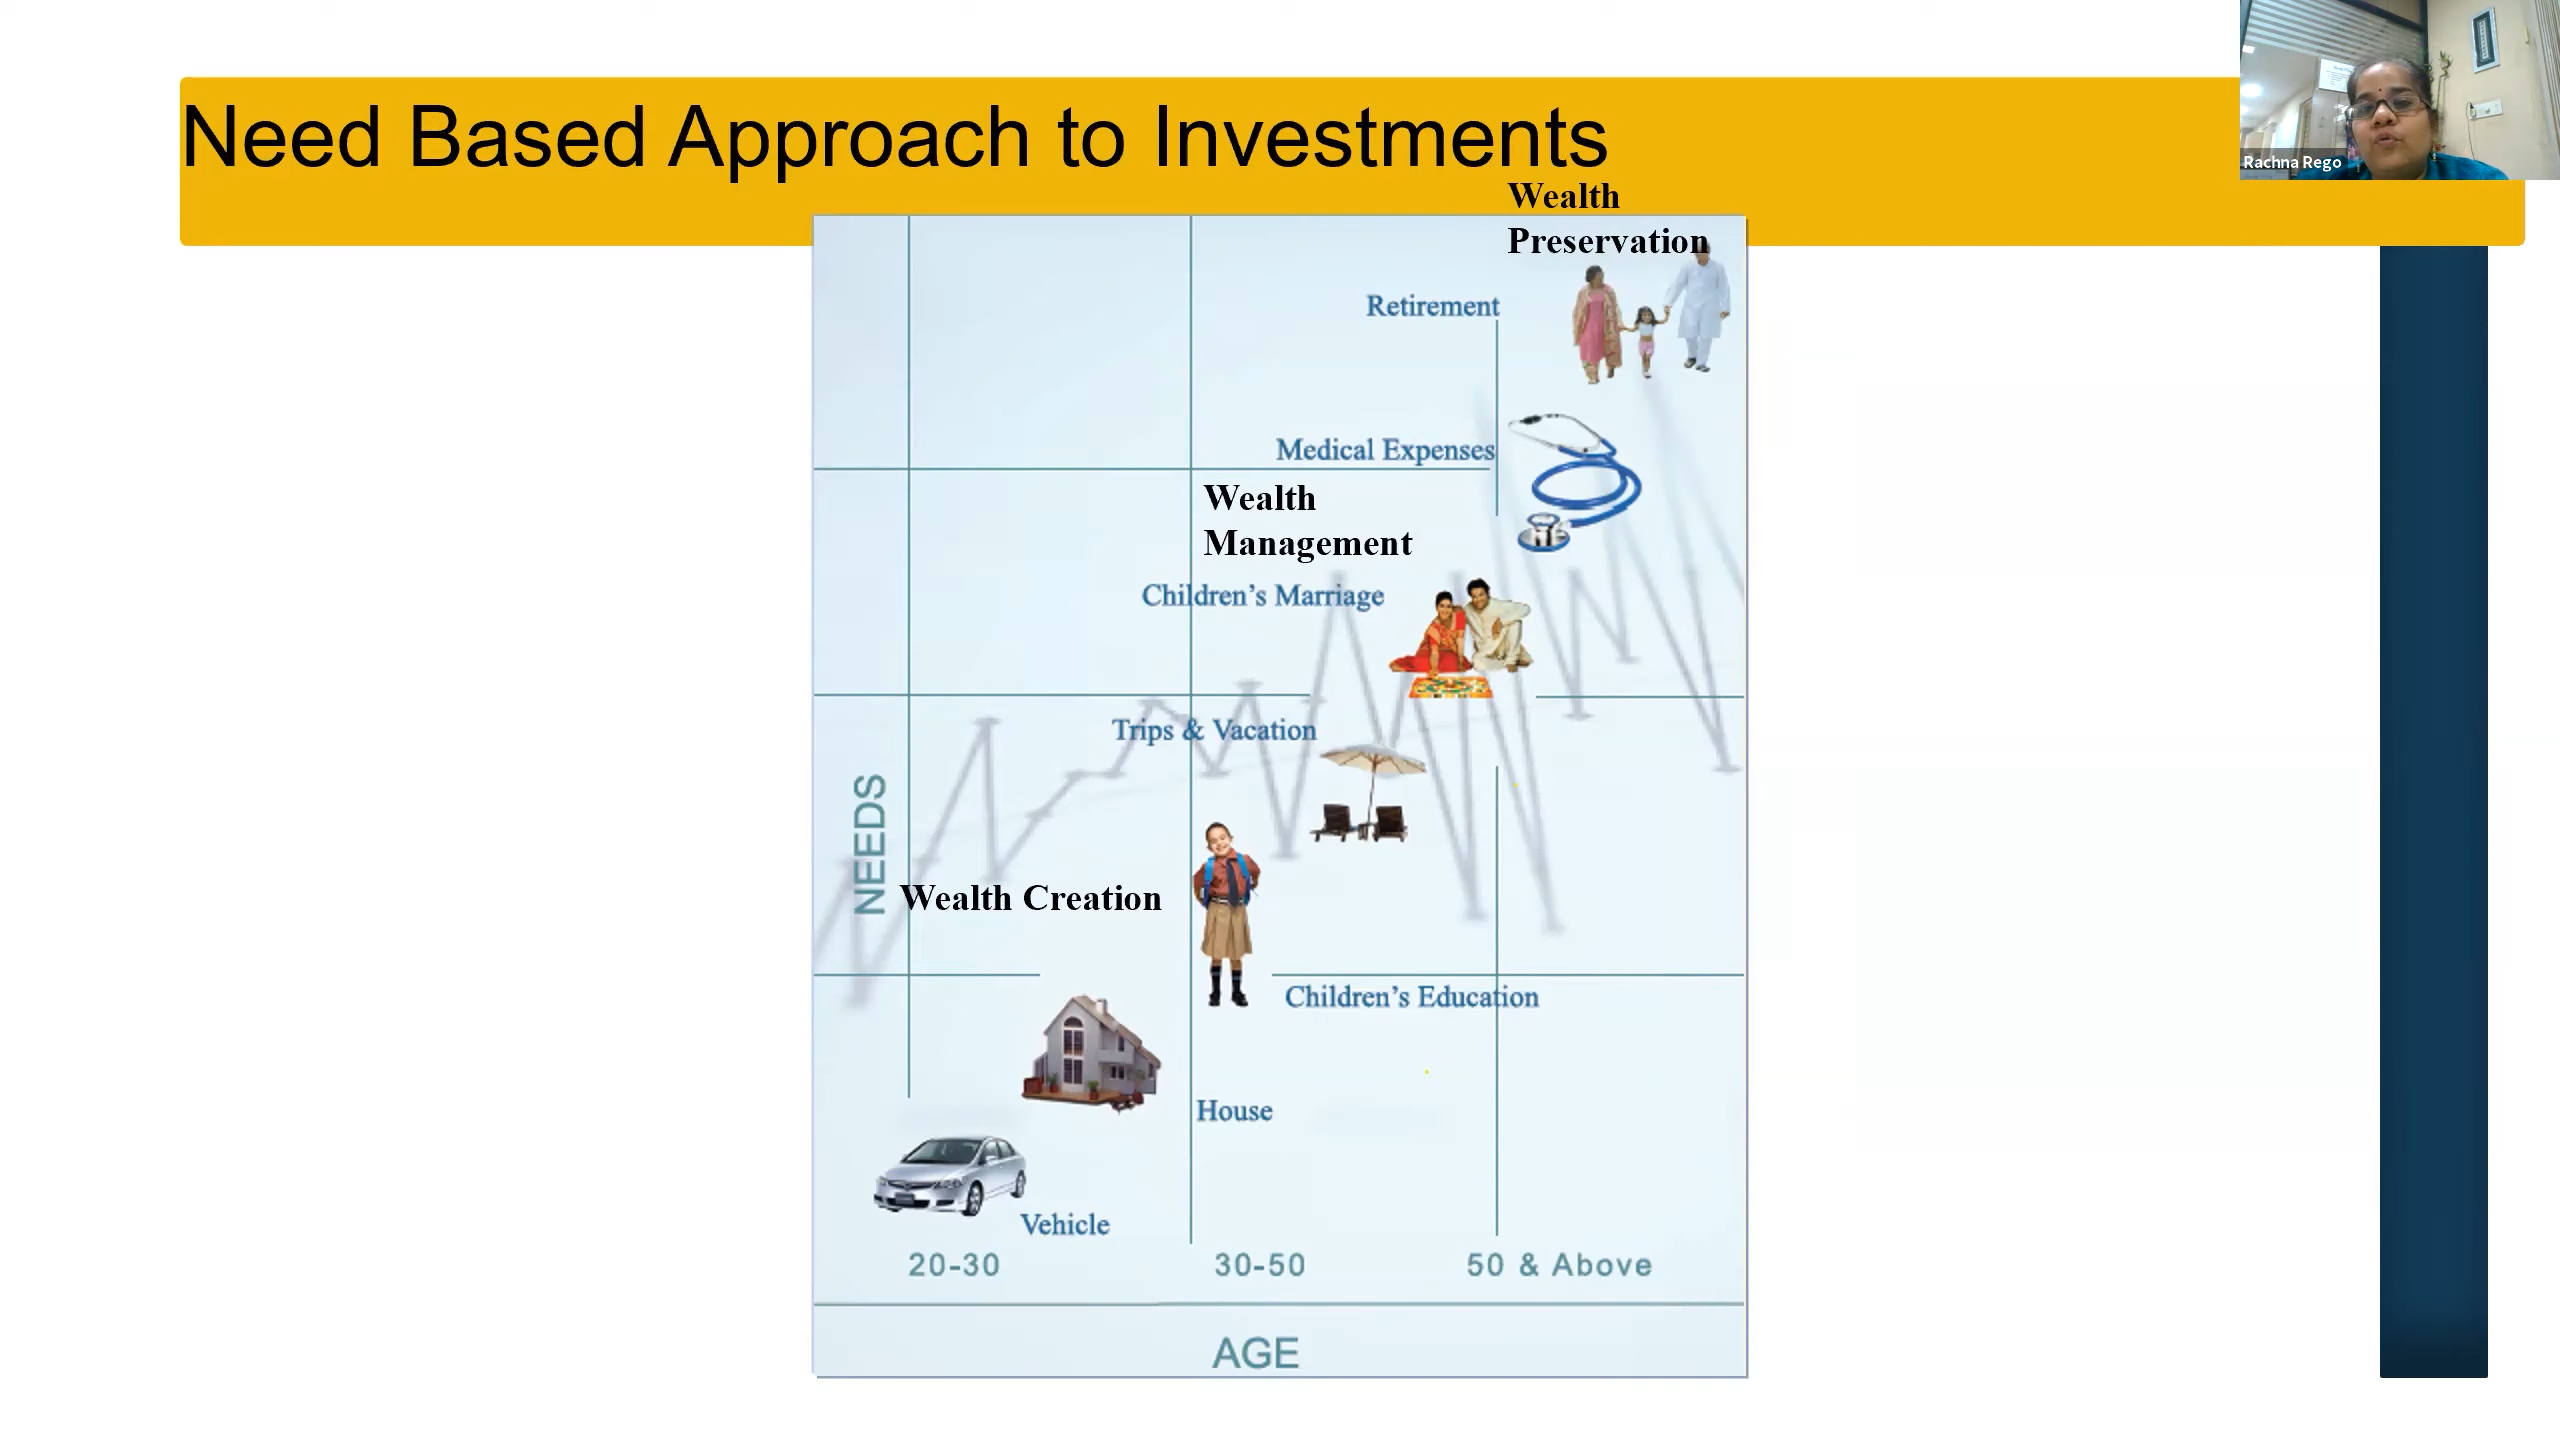 Need Based Approach to Investments
Rachna Rego
Wealth
Preservation
Retirement
Medical Expenses
Wealth
Management
Children's Marriage
Trips & Vacation
NEEDS
Wealth Creation
Children's Education
House
Vehicle
20-30 30-50 50 & Above
AGE